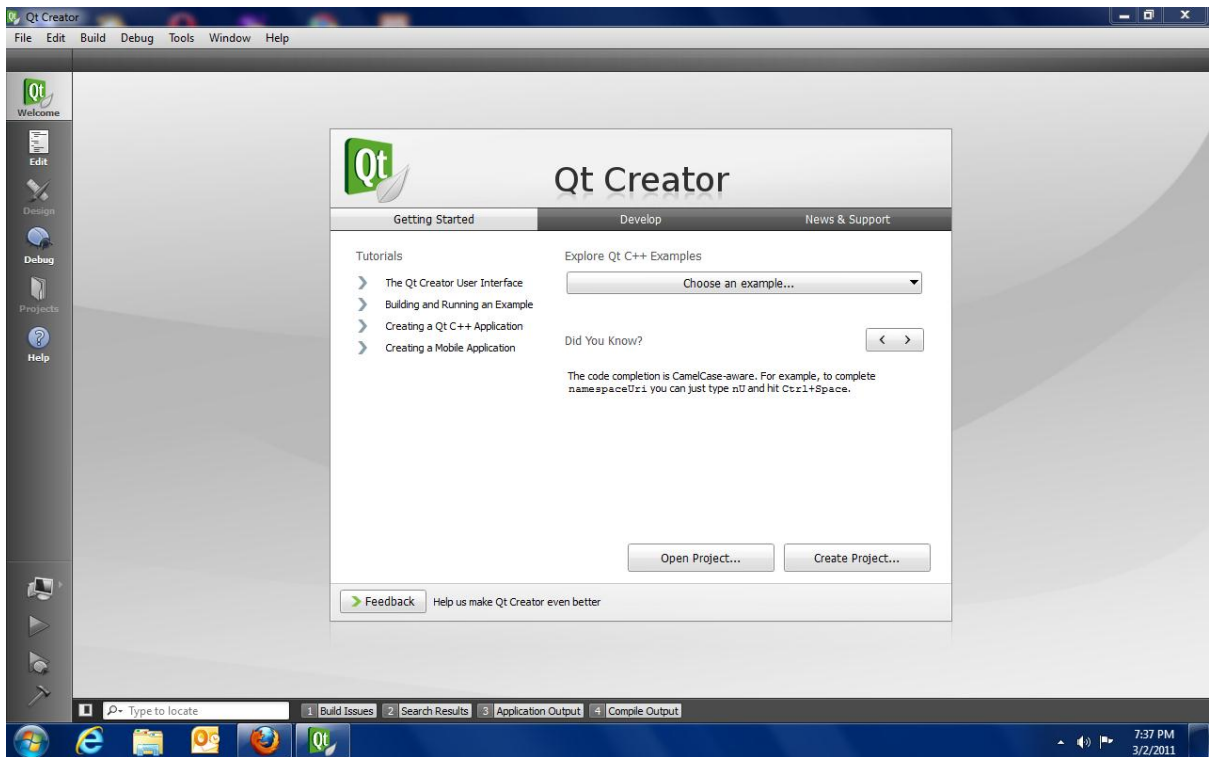 Qt Creator
File Edit Build Debug Tools Window Help
Qt
Welcome
Edit
Design
Debug
Projects
Help
Qt
Qt Creator
Getting Started Develop News & Support
Tutorials
The Qt Creator User Interface
Building and Running an Example
Creating a Qt C++ Application
Creating a Mobile Application
Explore Qt C++ Examples
Choose an example...
Did You Know?
The code completion is CamelCase-aware. For example, to complete
namespaceUri you can just type nU and hit Ctrl+Space.
Open Project... Create Project...
Feedback Help us make Qt Creator even better
Type to locate 1 Build Issues 2 Search Results 3 Application Output 4 Compile Output
Qt
7:37 PM
3/2/2011